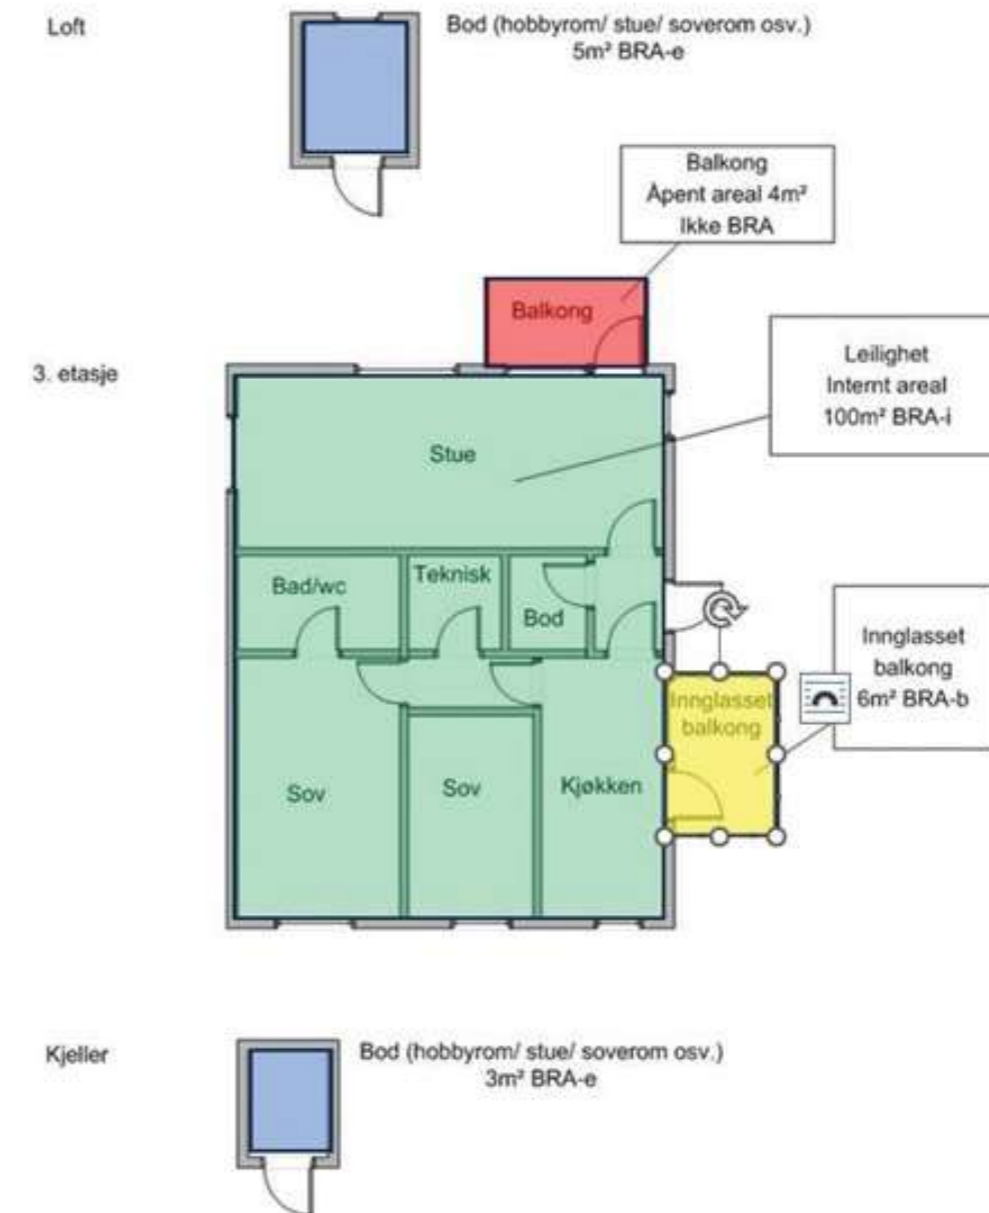 Loft
Bod (hobbyrom/ stue/ soverom osv.)
5m² BRA-e
Balkong
Åpent areal 4m²
Ikke BRA
Balkong
3. etasje
Leilighet
Internt areal
100m² BRA-i
Stue
Bad/wc
Teknisk
Bod
Innglasset
balkong
6m² BRA-b
Innglasset
balkong
Sov
Sov
Kjøkken
Kjeller
Bod (hobbyrom/ stue/ soverom osv.)
3m² BRA-e